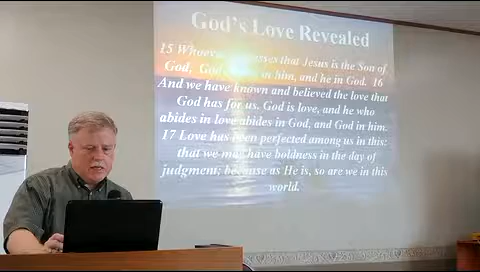 God's Love Revealed
15 Whoever confesses that Jesus is the Son of
God, God in him, and he in God. 16
And we have known and believed the love that
God has for us. God is love, and he who
abides in love abides in God, and God in him.
17 Love has been perfected among us in this:
that we may have boldness in the day of
judgment; because as He is, so are we in this
world.